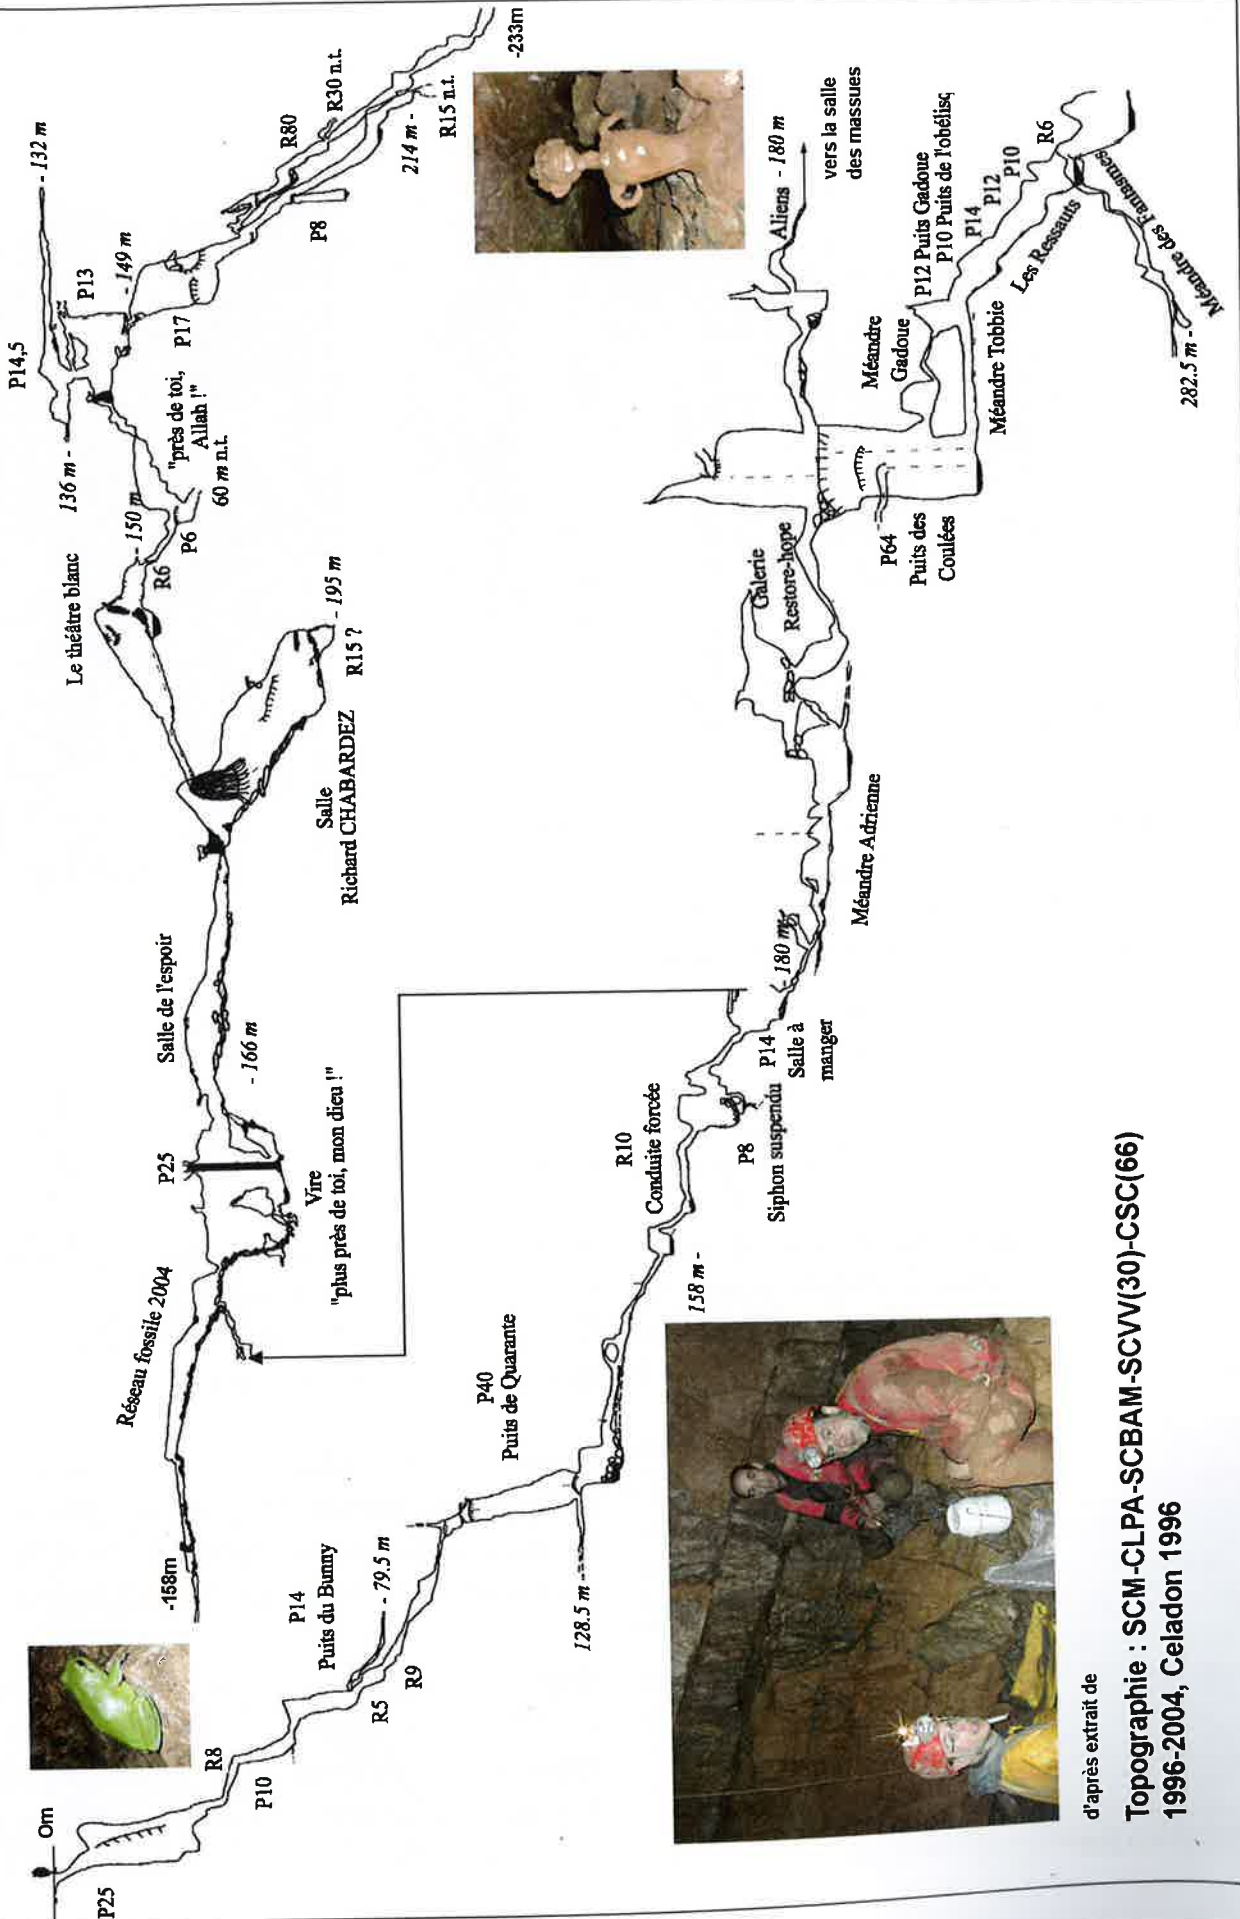 0m
P25
R8
P10
P14
Puits du Bunny
R5
- 79.5 m
R9
P40
Puits de Quarante
128.5 m -
158 m -
R10
Conduite forcée
P8
Siphon suspendu
P14
Salle à
manger
- 180 m
Méandre Adrienne
Galerie
Restore-hope
P64
Puits des
Coulées
Aliens
- 180 m
vers la salle
des massues
Méandre
Gadoue
P12 Puits Gadoue
P10 Puits de l'obélisq
Méandre Tobbie
P14
P12
P10
R6
Les Ressauts
Méandre des Fantasmes
282.5 m -
-158m
Réseau fossile 2004
P25
Vire
"plus près de toi, mon dieu !"
Salle de l'espoir
- 166 m
Salle
Richard CHABARDEZ
R15 ?
- 195 m
Le théâtre blanc
R6
- 150 m
P6
"près de toi,
Allah !"
60 m n.t.
136 m -
P14,5
- 132 m
P13
- 149 m
P17
P8
R80
R30 n.t.
214 m -
R15 n.t.
-233m
d'après extrait de
Topographie : SCM-CLPA-SCBAM-SCVV(30)-CSC(66)
1996-2004, Celadon 1996